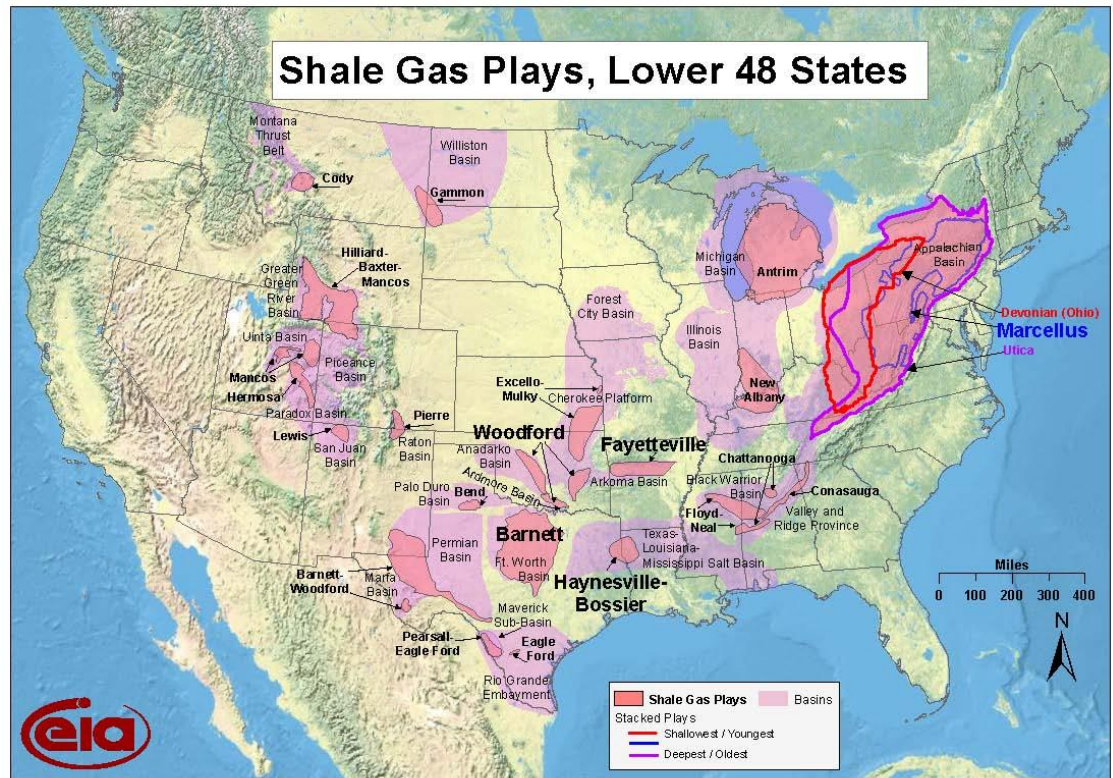 Shale Gas Plays, Lower 48 States
Montana
Thrust
Belt
Cody
Williston
Basin
Gammon
Hilliard-
Baxter-
Mancos
Greater
Green
River
Basin
Uinta Basin
Mancos
Piceance
Basin
Hermosa
Paradox Basin
Lewis
San Juan
Basin
Pierre
Raton
Basin
Michigan
Basin
Antrim
Forest
City Basin
Illinois
Basin
New
Albany
Appalachian
Basin
Devonian (Ohio)
Marcellus
Utica
Excello-
Mulky
Cherokee Platform
Woodford
Anadarko
Basin
Ardmore Basin
Arkoma Basin
Fayetteville
Palo Duro
Basin
Bend
Chattanooga
Black Warrior
Basin
Conasauga
Floyd-
Neal
Valley and
Ridge Province
Permian
Basin
Barnett
Ft. Worth
Basin
Texas-
Louisiana-
Mississippi Salt Basin
Haynesville-
Bossier
Barnett-
Woodford
Marfa
Basin
Maverick
Sub-Basin
Pearsall-
Eagle Ford
Eagle
Ford
Rio Grande
Embayment
Miles
0 100 200 300 400
N
Shale Gas Plays
Basins
Stacked Plays
Shallowest / Youngest
Deepest / Oldest
eia